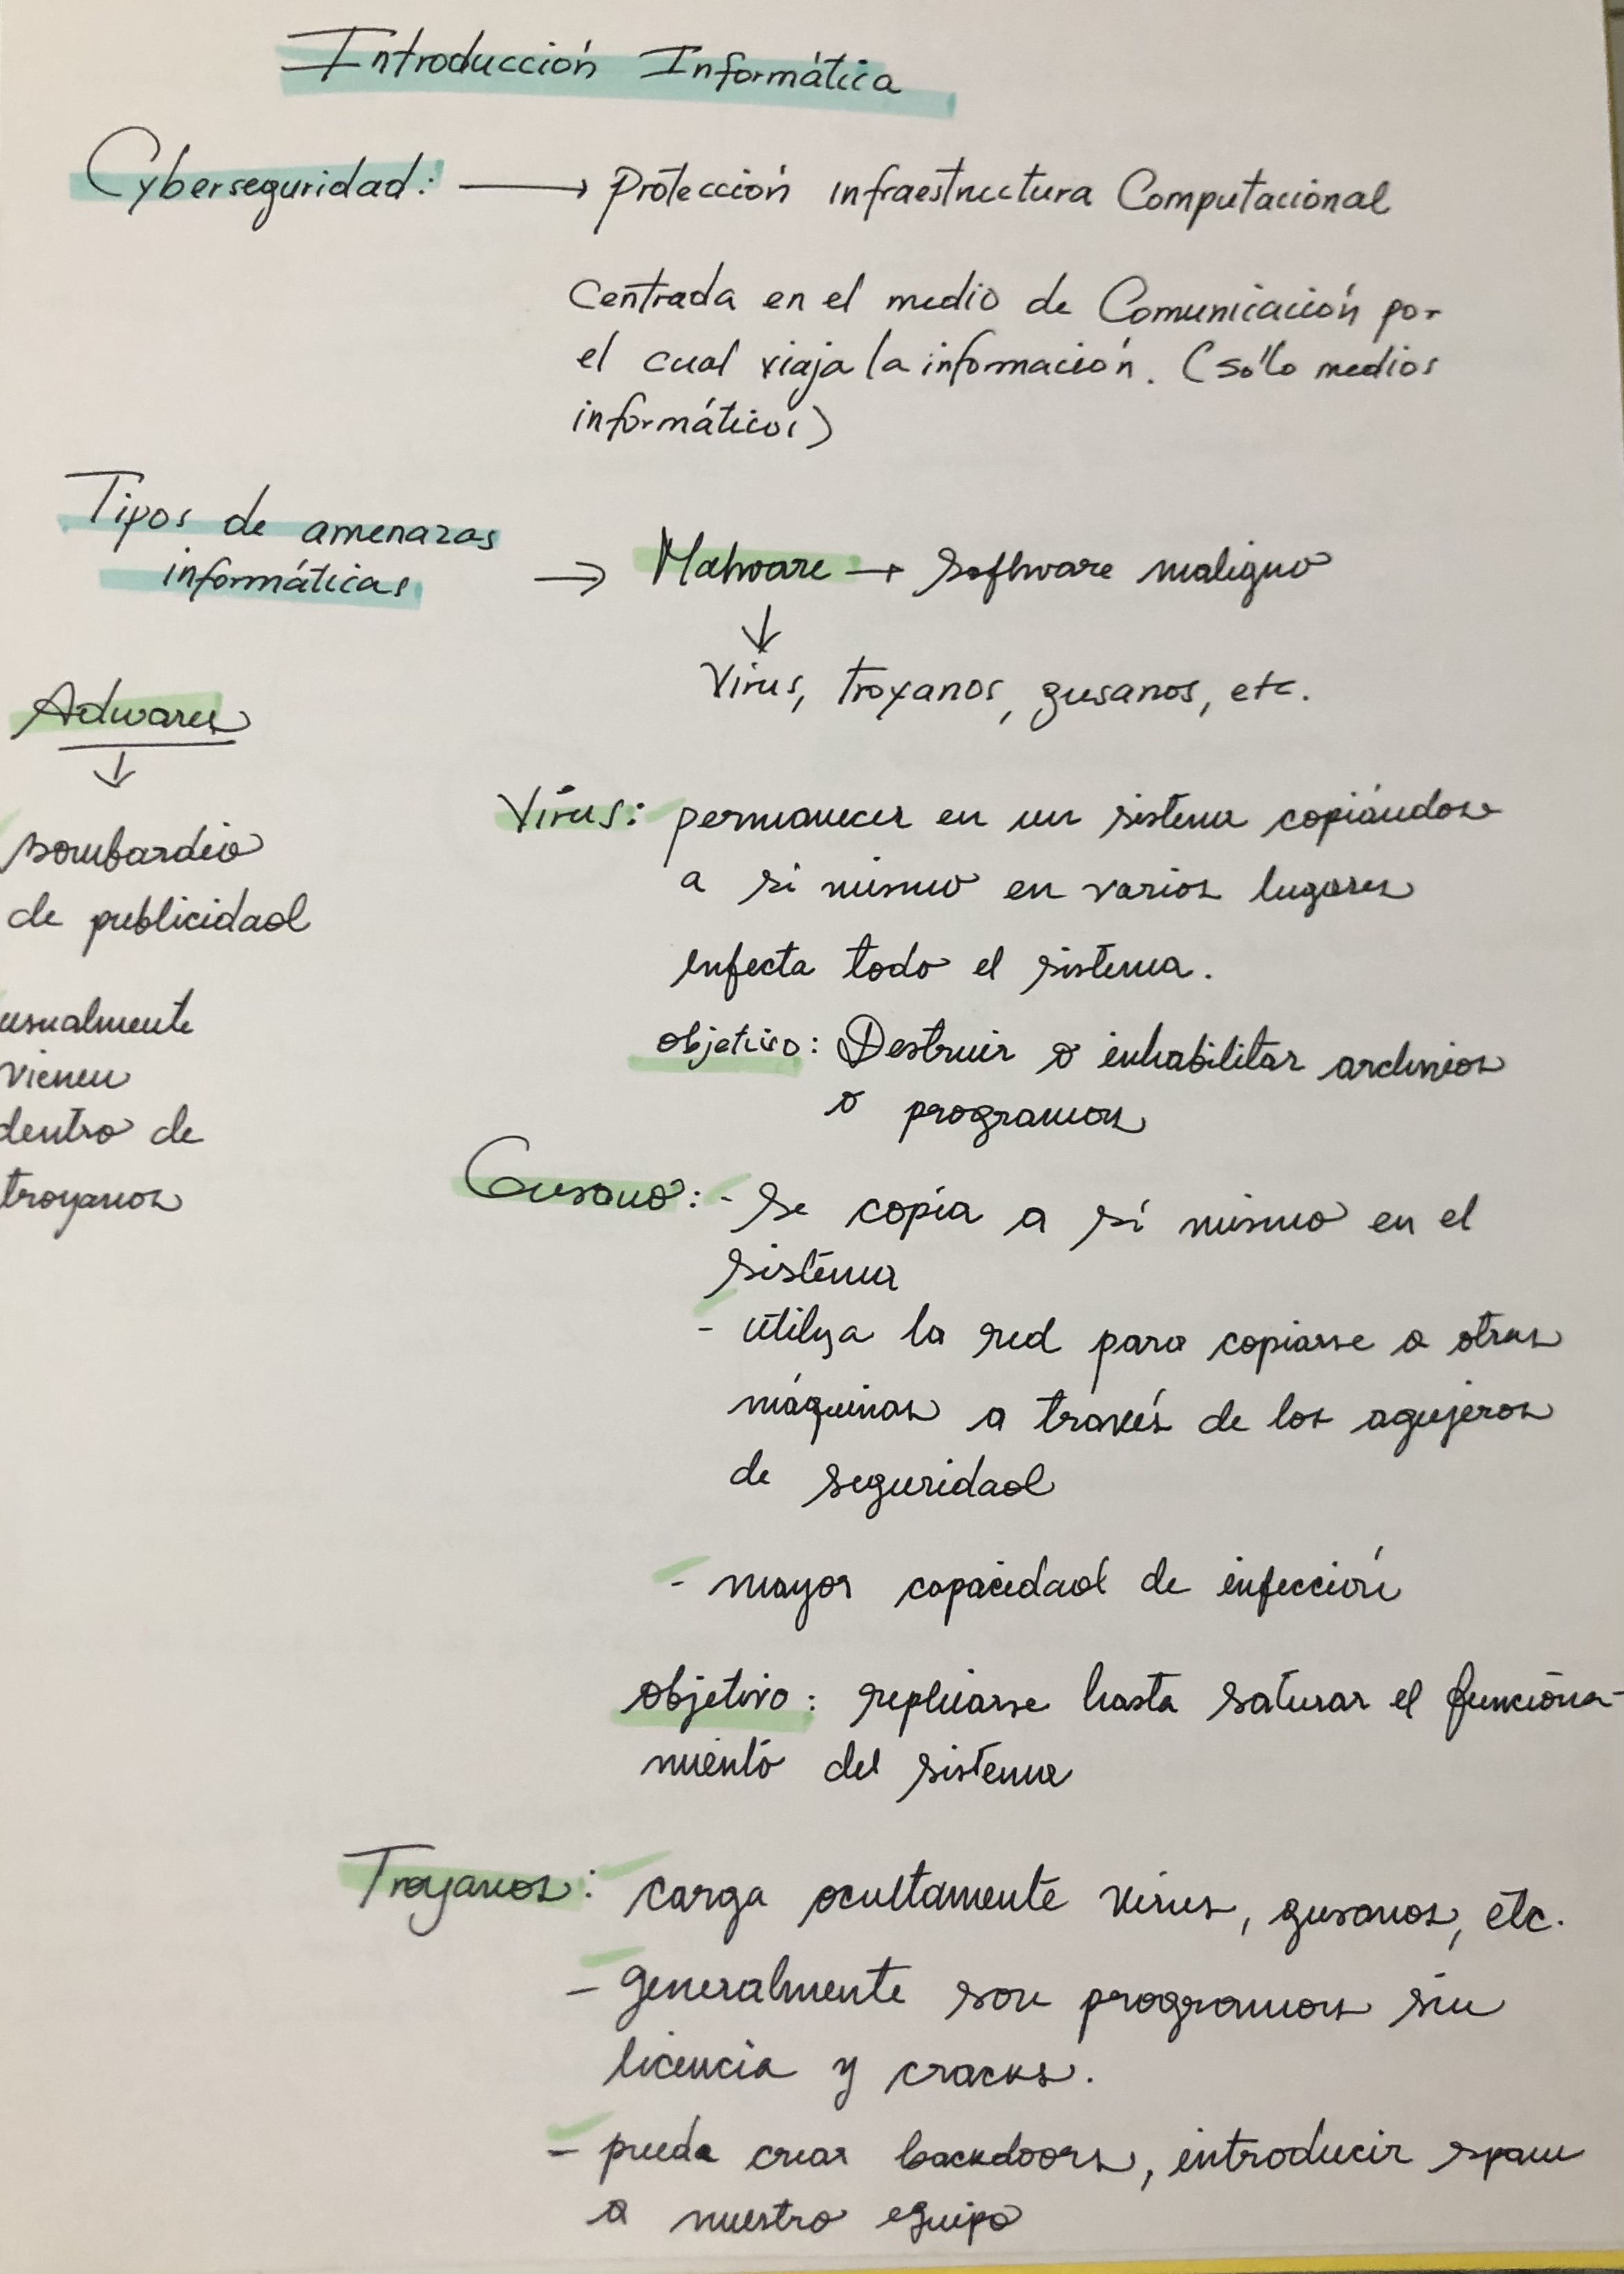 Introducción Informática
Cyberseguridad: → Protección infraestructura Computacional
Centrada en el medio de Comunicación por
el cual viaja la información. (sólo medios
informáticos)
Tipos de amenazas
informáticas → Malware → Software maligno
↓
Virus, troyanos, gusanos, etc.
Adwares
↓
bombardeo
de publicidad
usualmente
vienen
dentro de
troyanos
Virus: permanecer en un sistema copiándose
a sí mismo en varios lugares
infecta todo el sistema.
objetivo: Destruir o inhabilitar archivos
o programas
Gusano: - Se copia a sí mismo en el
sistema
- utiliza la red para copiarse a otras
máquinas a través de los agujeros
de seguridad
- mayor capacidad de infección
objetivo: replicarse hasta saturar el funciona-
miento del sistema
Troyanos: carga ocultamente virus, gusanos, etc.
- generalmente son programas sin
licencia y cracks.
- puede crear backdoors, introducir spam
a nuestro equipo